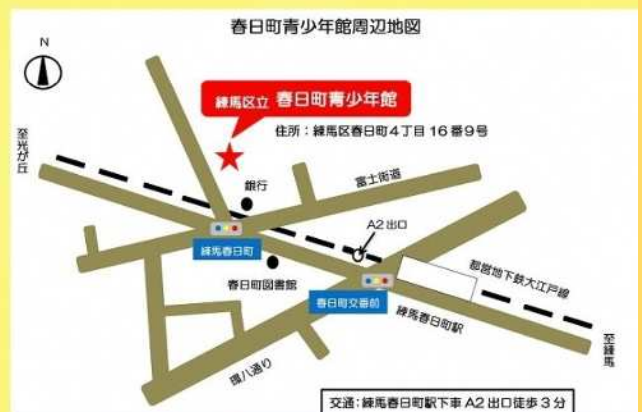 春日町青少年館周辺地図
N
練馬区立 春日町青少年館
住所：練馬区春日町4丁目16番9号
至光が丘
銀行
富士街道
A2出口
練馬春日町
春日町図書館
都営地下鉄大江戸線
春日町交番前
練馬春日町駅
至練馬
環八通り
交通：練馬春日町駅下車A2出口徒歩3分